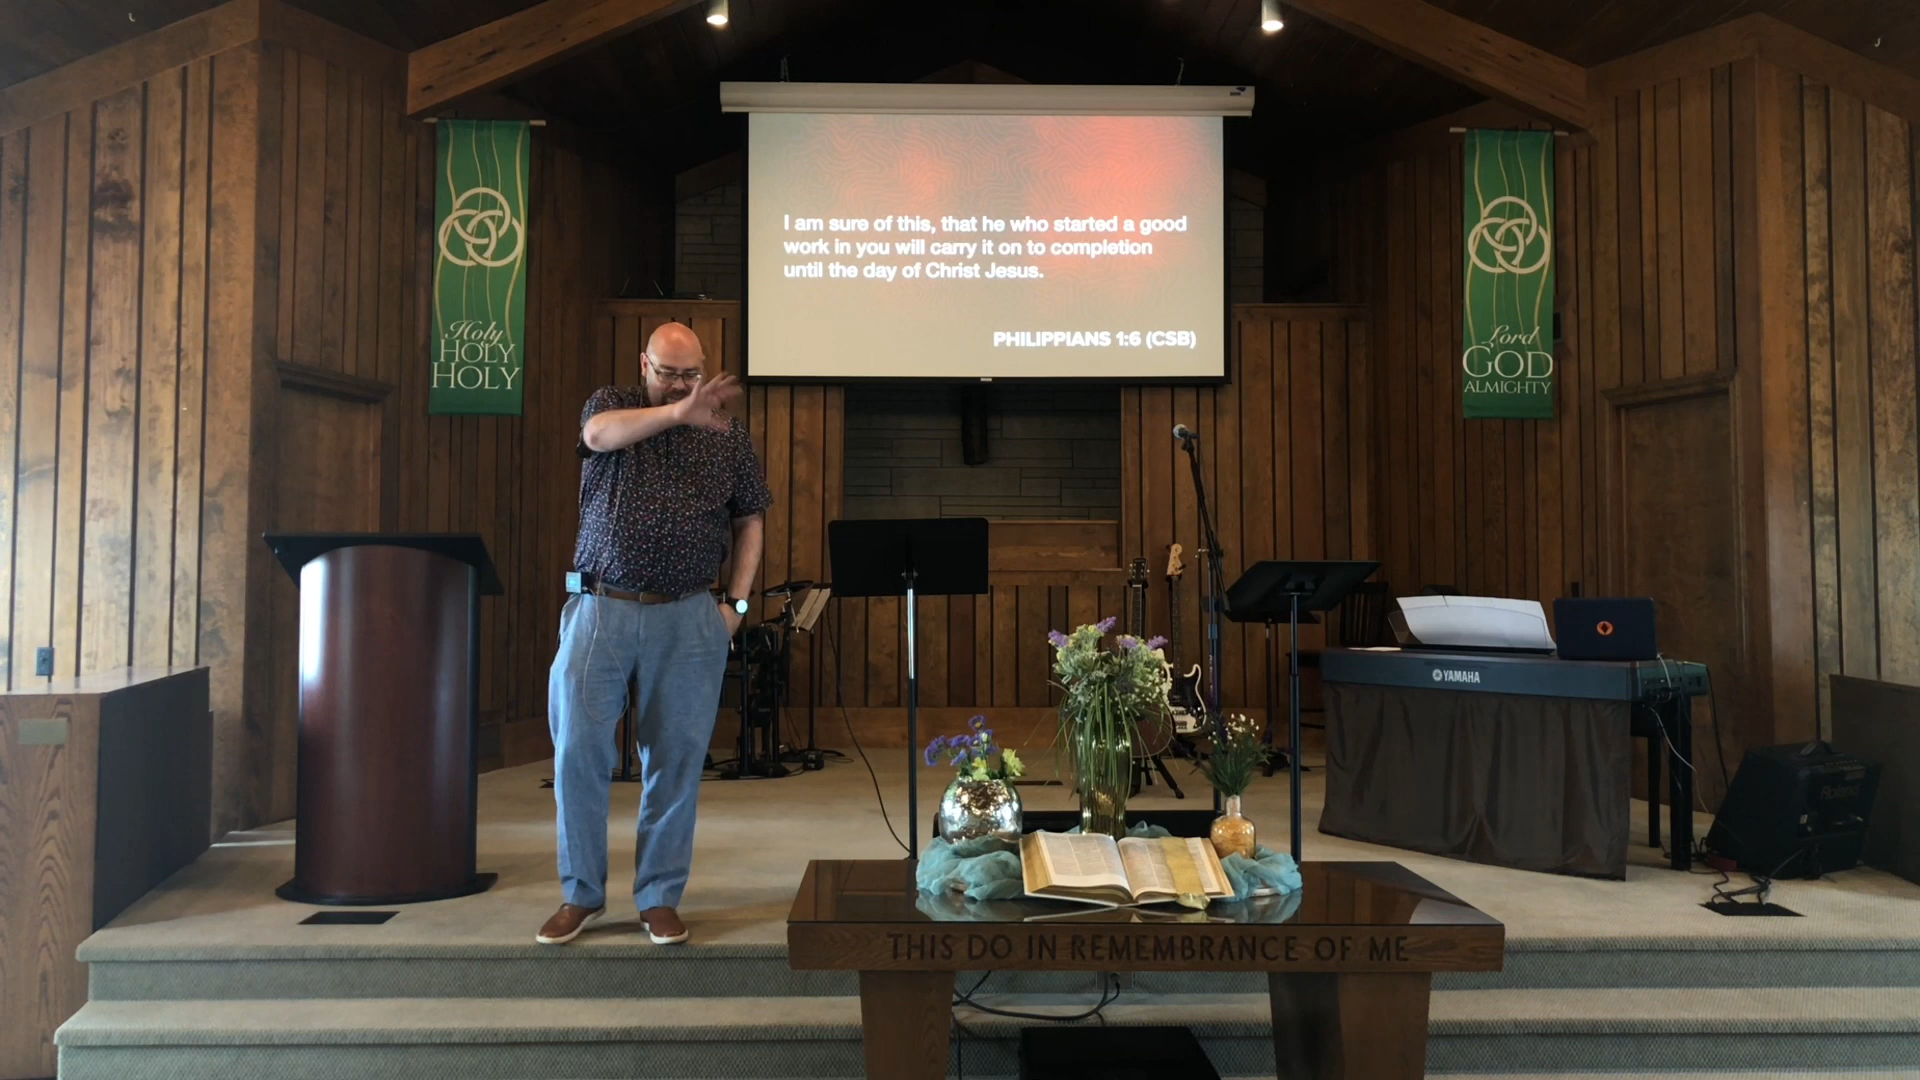 I am sure of this, that he who started a good
work in you will carry it on to completion
until the day of Christ Jesus.
PHILIPPIANS 1:6 (CSB)
Holy
HOLY
HOLY
Lord
GOD
ALMIGHTY
YAMAHA
Roland
THIS DO IN REMEMBRANCE OF ME